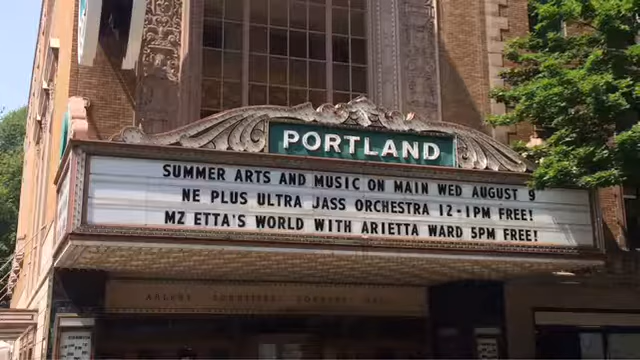 PORTLAND
SUMMER ARTS AND MUSIC ON MAIN WED AUGUST 9
NE PLUS ULTRA JASS ORCHESTRA 12-1PM FREE!
MZ ETTA'S WORLD WITH ARIETTA WARD 5PM FREE!